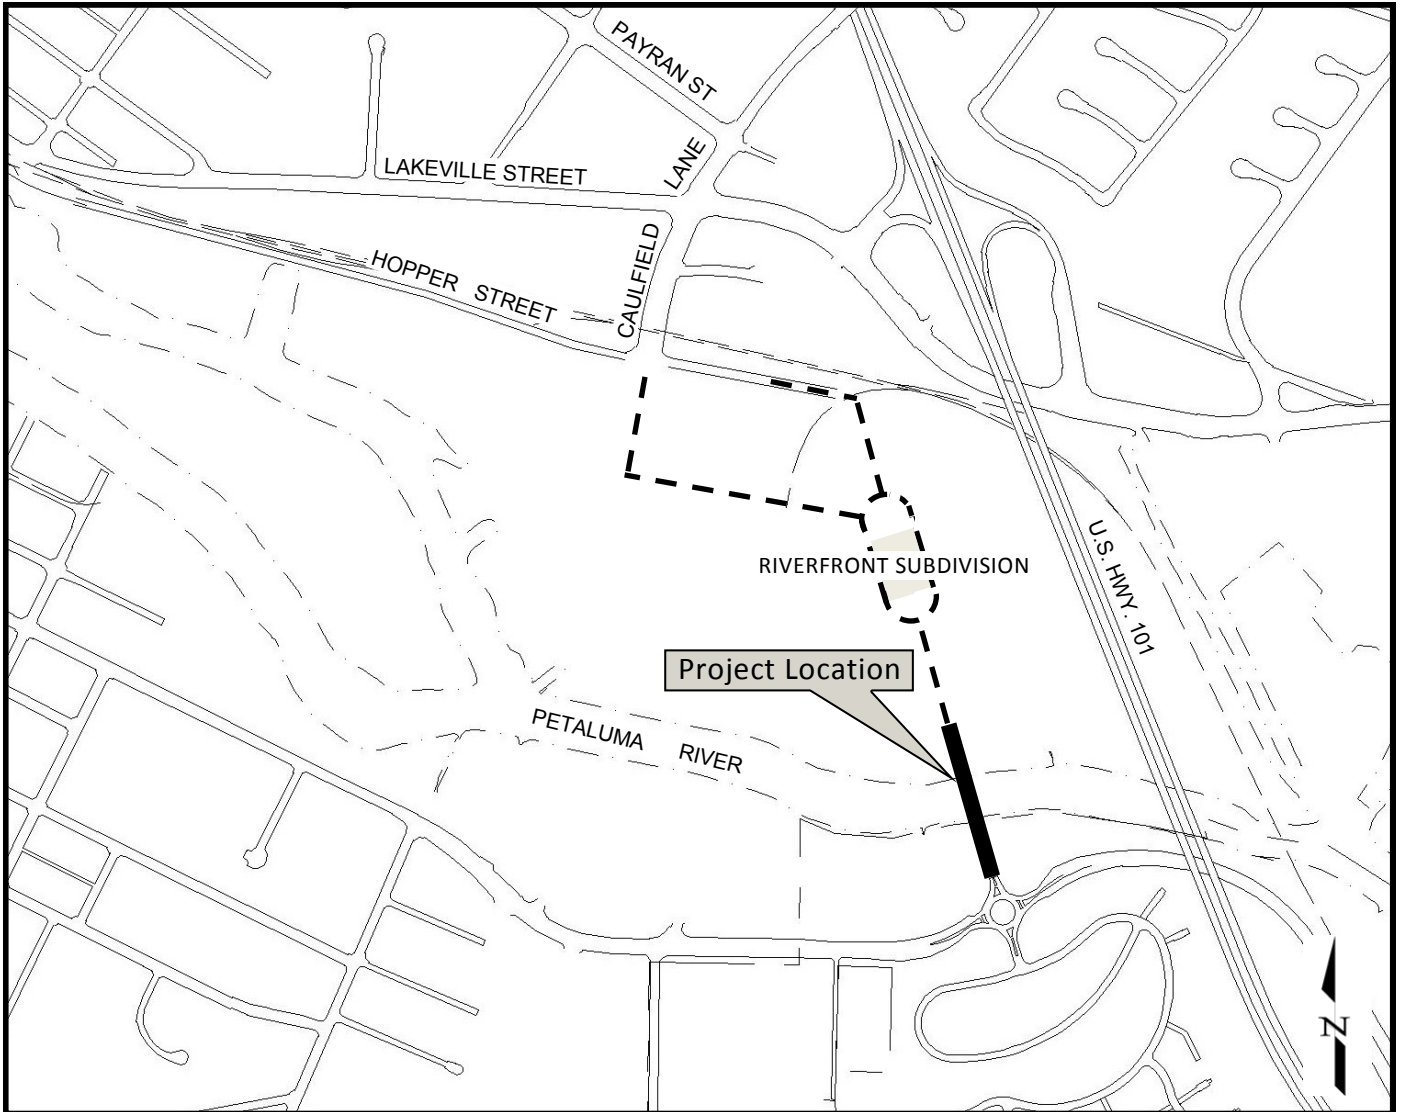 PAYRAN ST
LANE
LAKEVILLE STREET
CAULFIELD
HOPPER STREET
RIVERFRONT SUBDIVISION
U.S. HWY. 101
Project Location
PETALUMA RIVER
N